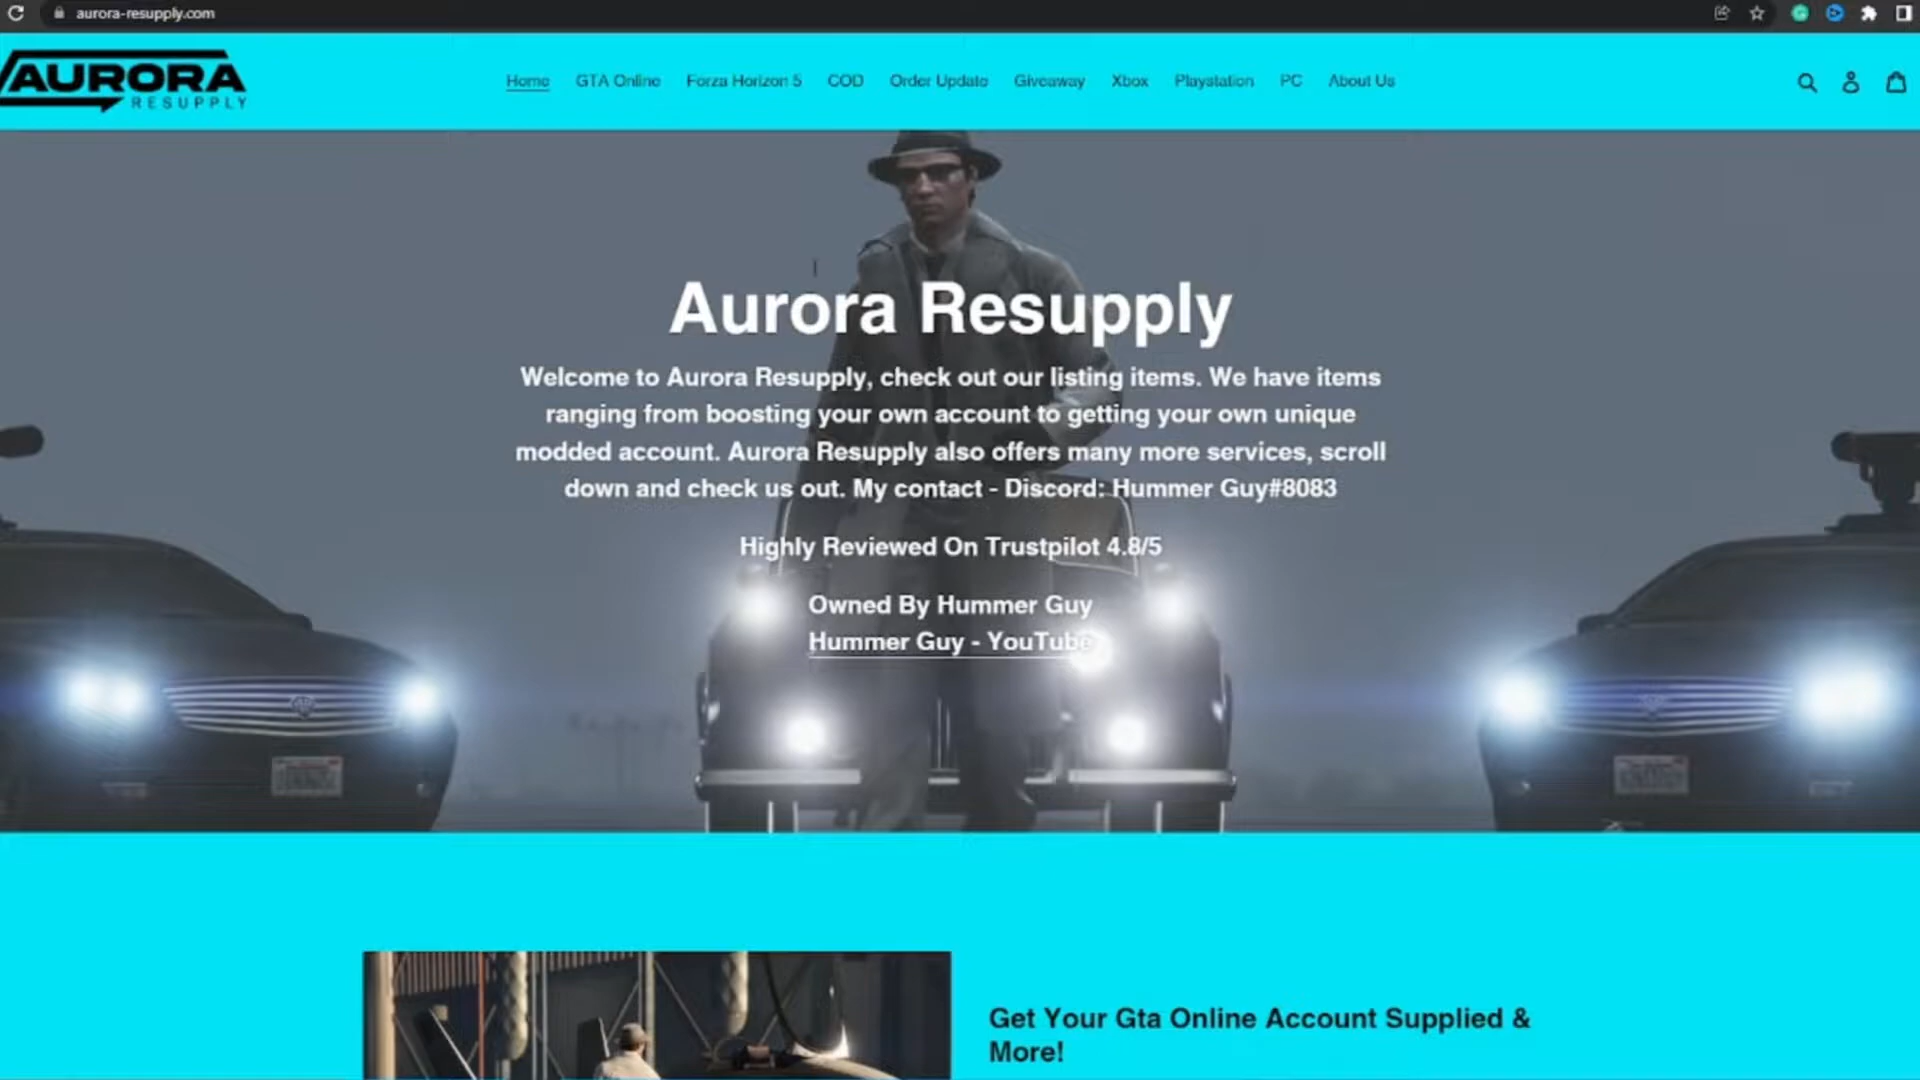 aurora-resupply.com
AURORA
RESUPPLY
Home GTA Online Forza Horizon 5 COD Order Update Giveaway Xbox Playstation PC About Us
Aurora Resupply
Welcome to Aurora Resupply, check out our listing items. We have items
ranging from boosting your own account to getting your own unique
modded account. Aurora Resupply also offers many more services, scroll
down and check us out. My contact - Discord: Hummer Guy#8083
Highly Reviewed On Trustpilot 4.8/5
Owned By Hummer Guy
Hummer Guy - YouTube
Get Your Gta Online Account Supplied &
More!